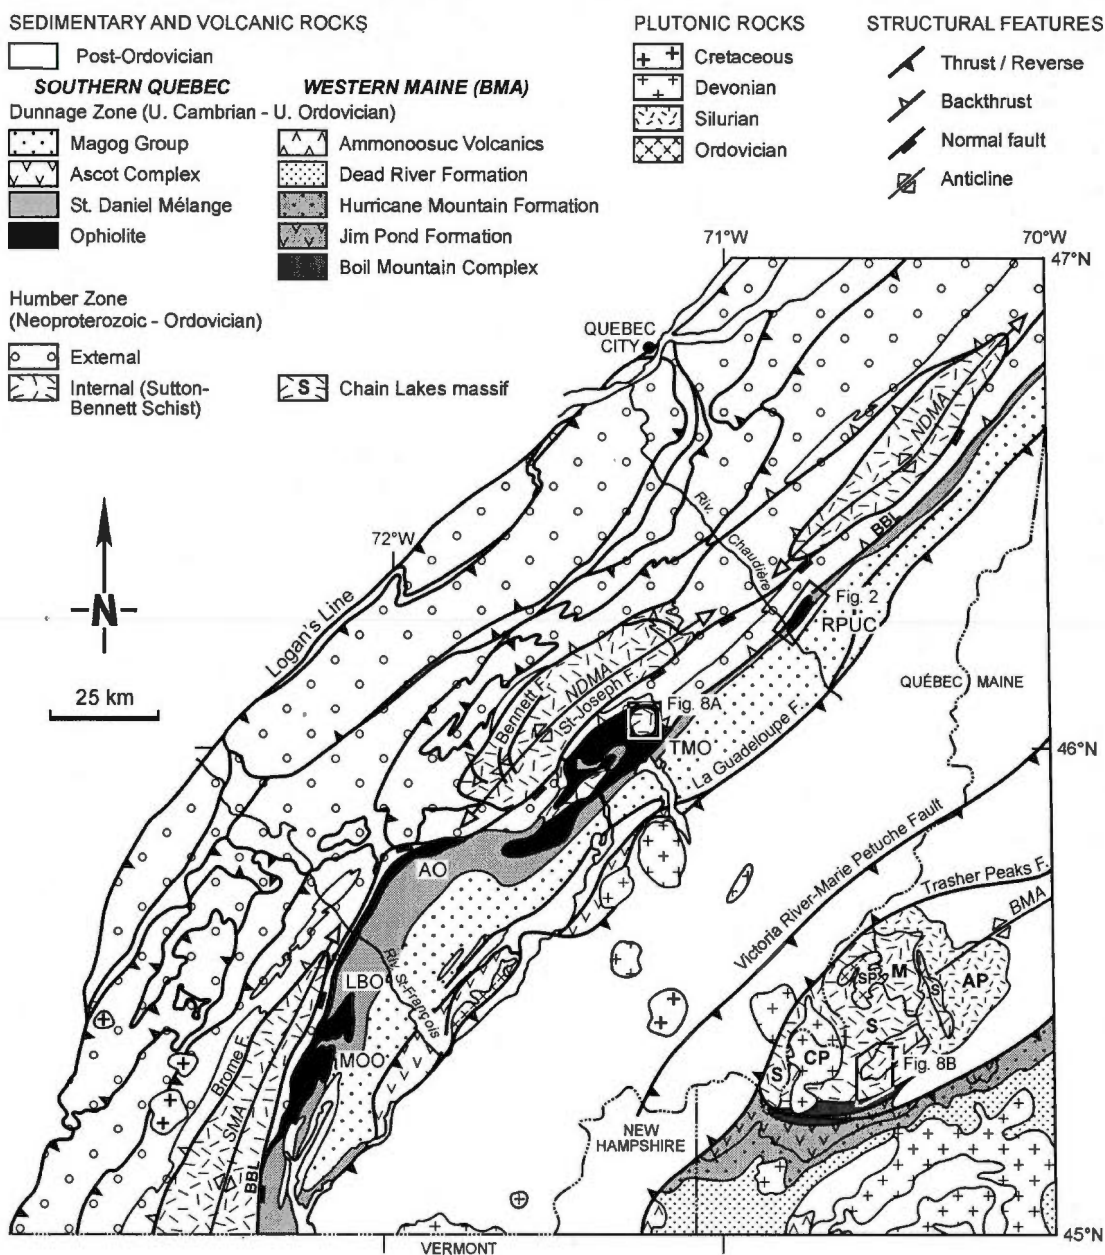 SEDIMENTARY AND VOLCANIC ROCKS
Post-Ordovician
SOUTHERN QUEBEC
WESTERN MAINE (BMA)
Dunnage Zone (U. Cambrian - U. Ordovician)
Magog Group
Ascot Complex
St. Daniel Mélange
Ophiolite
Ammonoosuc Volcanics
Dead River Formation
Hurricane Mountain Formation
Jim Pond Formation
Boil Mountain Complex
Humber Zone
(Neoproterozoic - Ordovician)
External
Internal (Sutton-
Bennett Schist)
S
Chain Lakes massif
PLUTONIC ROCKS
Cretaceous
Devonian
Silurian
Ordovician
STRUCTURAL FEATURES
Thrust / Reverse
Backthrust
Normal fault
Anticline
71°W
70°W
47°N
QUEBEC
CITY
NDMA
Riv.
Chaudière
BBL
72°W
N
Logan's Line
25 km
Fig. 2
RPUC
Bennett F.
NDMA
St-Joseph F.
Fig. 8A
TMO
La Guadeloupe F.
QUÉBEC
MAINE
46°N
AO
Victoria River-Marie Petuche Fault
Trasher Peaks F.
BMA
Riv. St-François
LBO
MOO
Brome F.
SMA
BBL
M
SP
S
AP
S
CP
S
Fig. 8B
NEW
HAMPSHIRE
45°N
VERMONT